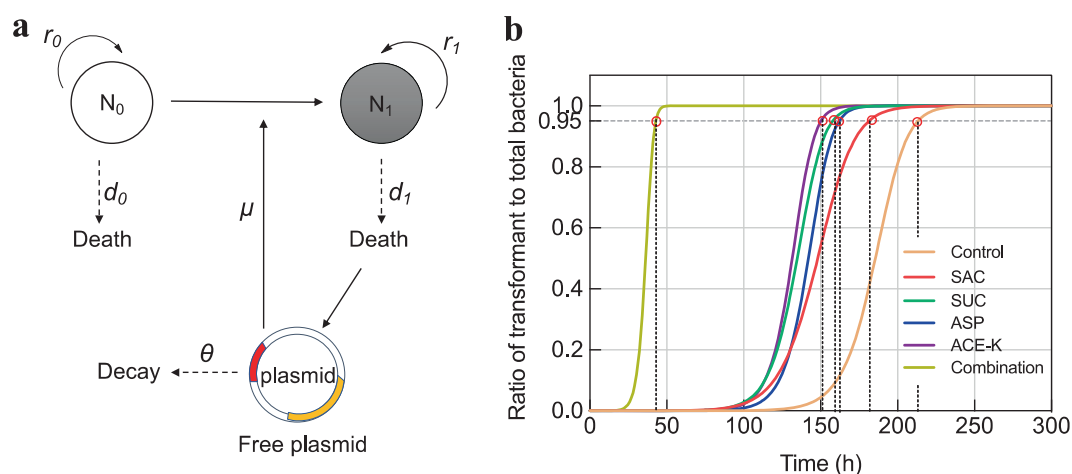 a
r0
r1
N0
N1
d0
d1
μ
Death
Death
θ
Decay
plasmid
Free plasmid
b
Ratio of transformant to total bacteria
1.0
0.95
0.8
0.6
0.4
0.2
0.0
Control
SAC
SUC
ASP
ACE-K
Combination
0 50 100 150 200 250 300
Time (h)